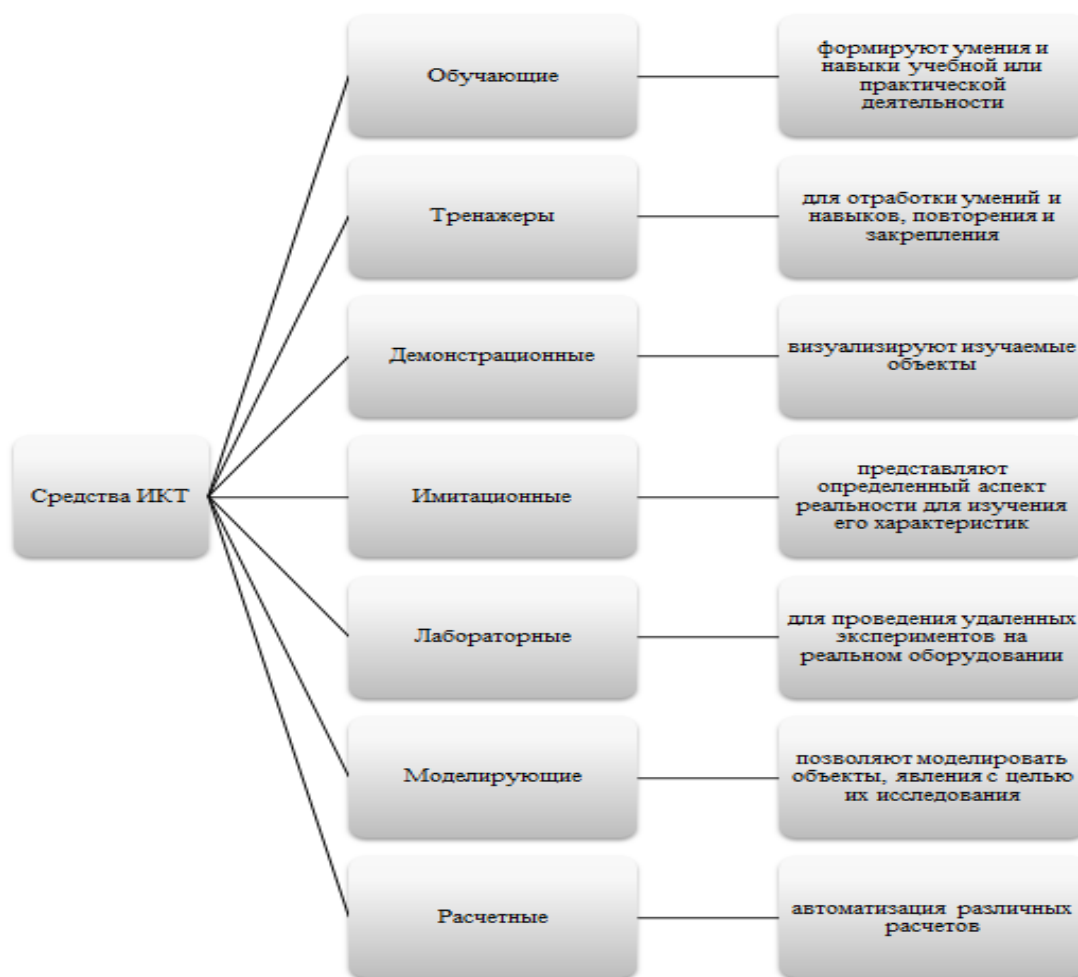 Средства ИКТ
Обучающие
формируют умения и
навыки учебной или
практической
деятельности
Тренажеры
для отработки умений и
навыков, повторения и
закрепления
Демонстрационные
визуализируют изучаемые
объекты
Имитационные
представляют
определенный аспект
реальности для изучения
его характеристик
Лабораторные
для проведения удаленных
экспериментов на
реальном оборудовании
Моделирующие
позволяют моделировать
объекты, явления с целью
их исследования
Расчетные
автоматизация различных
расчетов